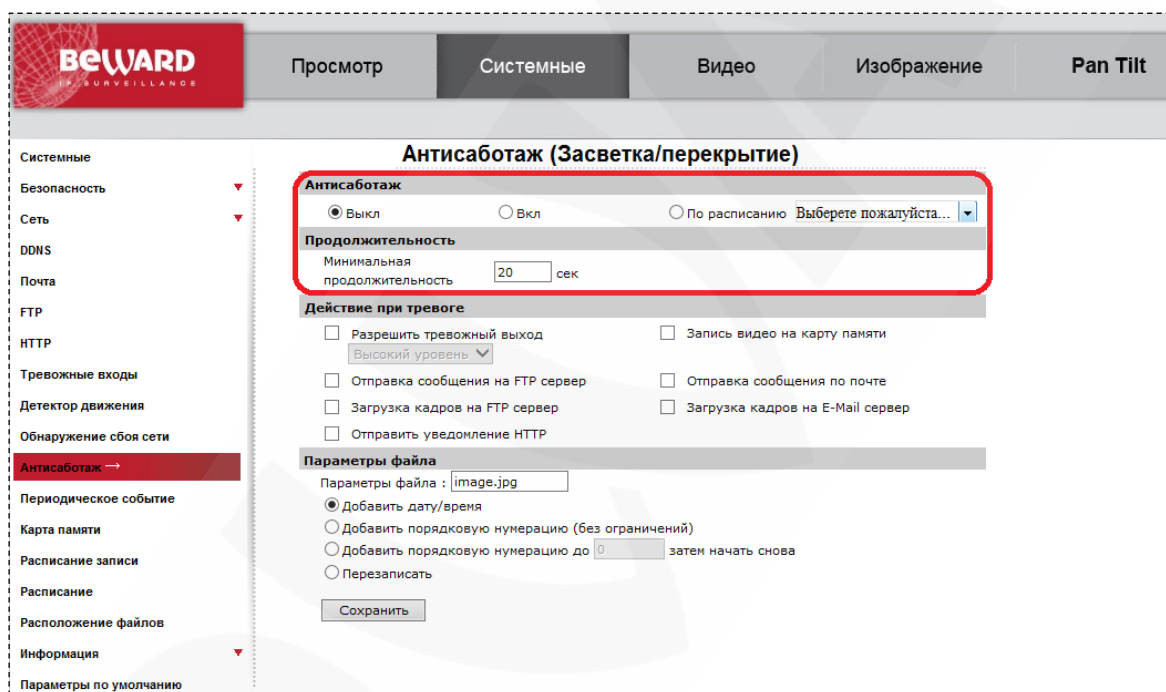 BEWARD
IP SURVEILLANCE
Просмотр
Системные
Видео
Изображение
Pan Tilt
Системные
Безопасность
Сеть
DDNS
Почта
FTP
HTTP
Тревожные входы
Детектор движения
Обнаружение сбоя сети
Антисаботаж →
Периодическое событие
Карта памяти
Расписание записи
Расписание
Расположение файлов
Информация
Параметры по умолчанию
Антисаботаж (Засветка/перекрытие)
Антисаботаж
Выкл
Вкл
По расписанию Выберете пожалуйста...
Продолжительность
Минимальная
продолжительность 20 сек
Действие при тревоге
Разрешить тревожный выход
Запись видео на карту памяти
Высокий уровень
Отправка сообщения на FTP сервер
Отправка сообщения по почте
Загрузка кадров на FTP сервер
Загрузка кадров на E-Mail сервер
Отправить уведомление HTTP
Параметры файла
Параметры файла : image.jpg
Добавить дату/время
Добавить порядковую нумерацию (без ограничений)
Добавить порядковую нумерацию до 0 затем начать снова
Перезаписать
Сохранить